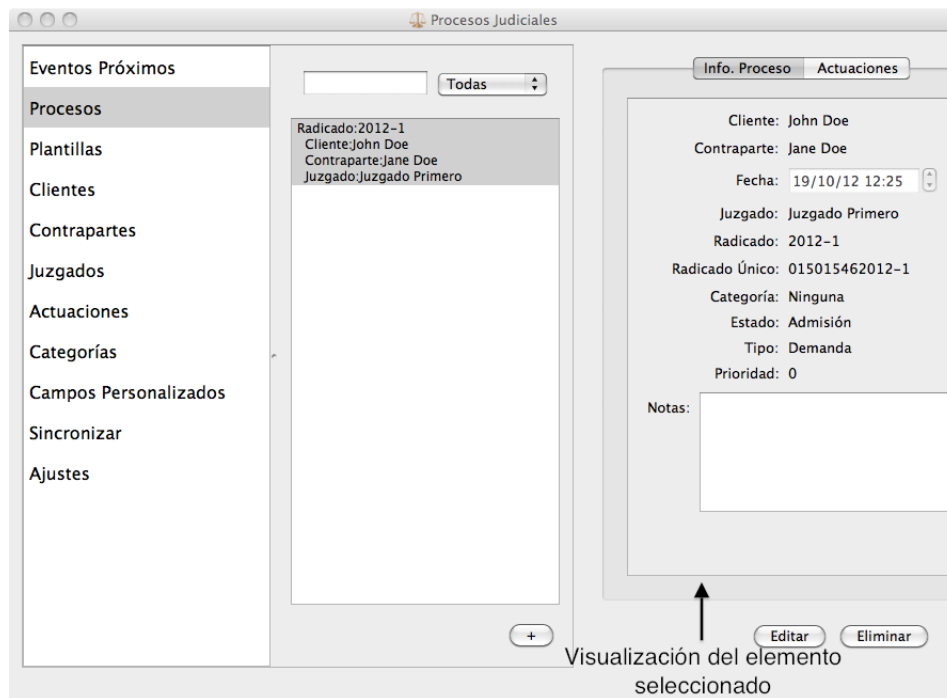 Procesos Judiciales
Eventos Próximos
Procesos
Plantillas
Clientes
Contrapartes
Juzgados
Actuaciones
Categorías
Campos Personalizados
Sincronizar
Ajustes
Todas
Radicado:2012-1
Cliente:John Doe
Contraparte:Jane Doe
Juzgado:Juzgado Primero
+
Info. Proceso Actuaciones
Cliente: John Doe
Contraparte: Jane Doe
Fecha: 19/10/12 12:25
Juzgado: Juzgado Primero
Radicado: 2012-1
Radicado Único: 015015462012-1
Categoría: Ninguna
Estado: Admisión
Tipo: Demanda
Prioridad: 0
Notas:
Editar Eliminar
Visualización del elemento
seleccionado